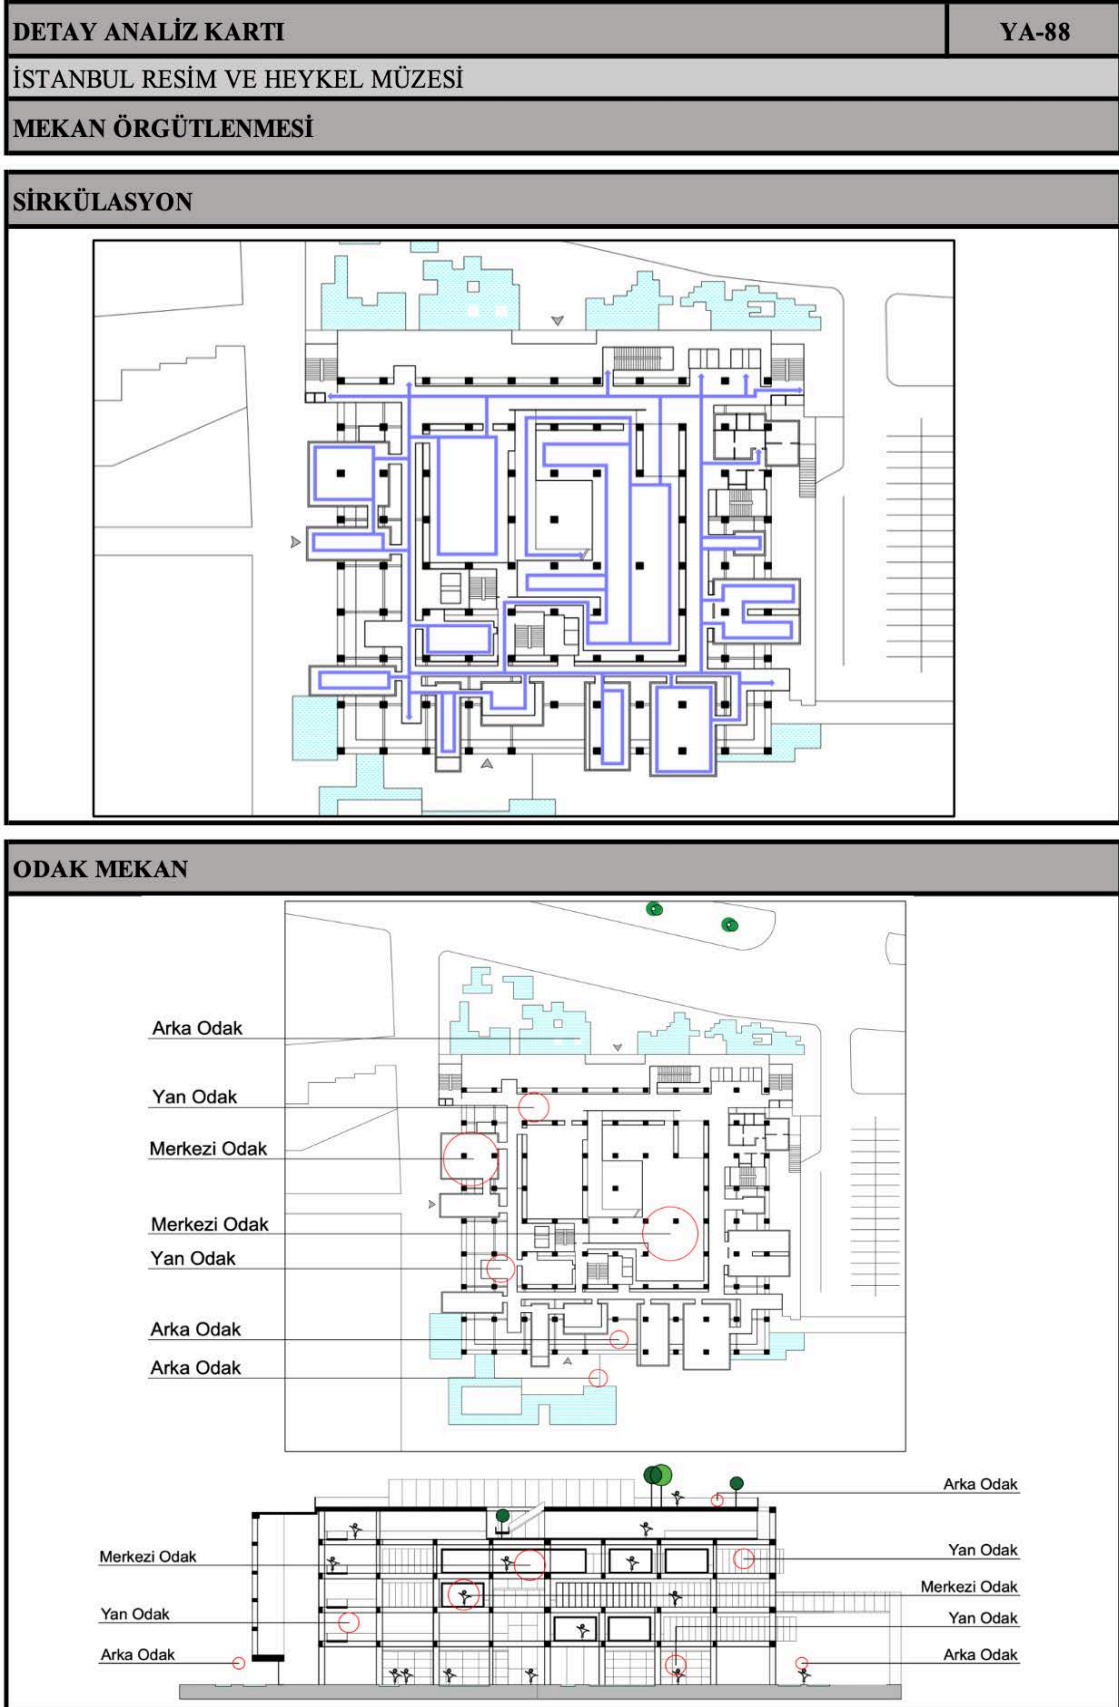 DETAY ANALİZ KARTI
YA-88
İSTANBUL RESİM VE HEYKEL MÜZESİ
MEKAN ÖRGÜTLENMESİ
SİRKÜLASYON
ODAK MEKAN
Arka Odak
Yan Odak
Merkezi Odak
Merkezi Odak
Yan Odak
Arka Odak
Arka Odak
Arka Odak
Merkezi Odak
Yan Odak
Merkezi Odak
Yan Odak
Yan Odak
Arka Odak
Arka Odak